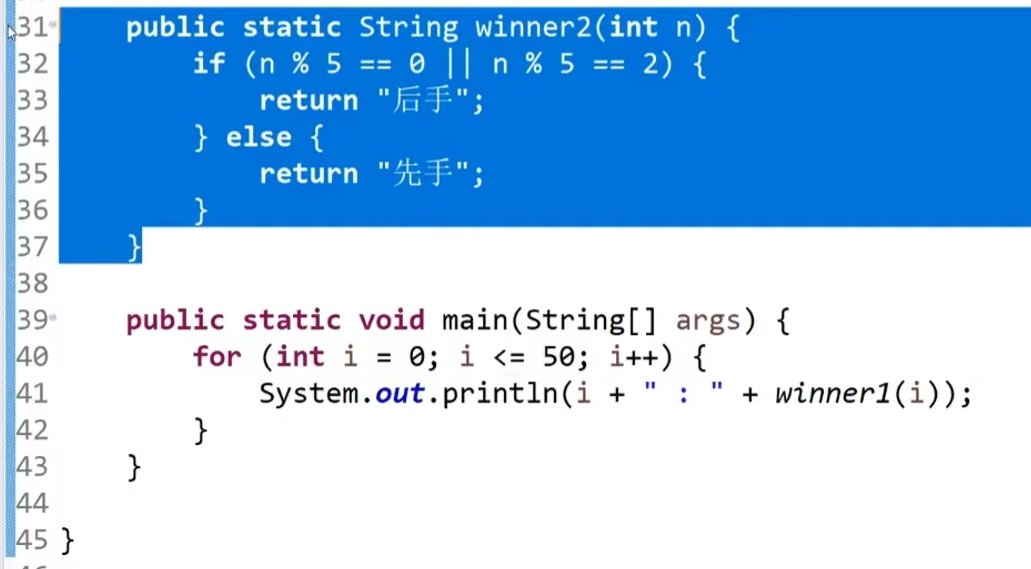 31 public static String winner2(int n) {
32 if (n % 5 == 0 || n % 5 == 2) {
33 return "后手";
34 } else {
35 return "先手";
36 }
37 }
38
39 public static void main(String[] args) {
40 for (int i = 0; i <= 50; i++) {
41 System.out.println(i + " : " + winner1(i));
42 }
43 }
44
45 }